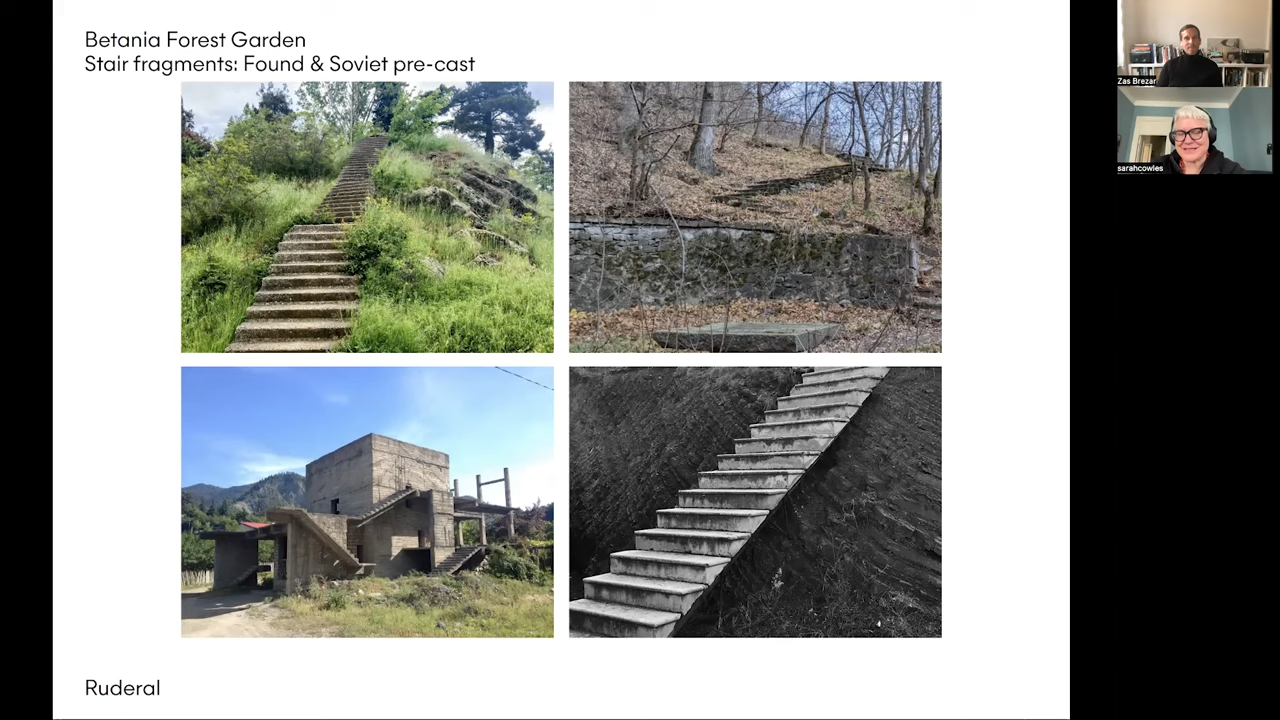 Betania Forest Garden
Stair fragments: Found & Soviet pre-cast
Zas Brezar
sarahcowles
Ruderal